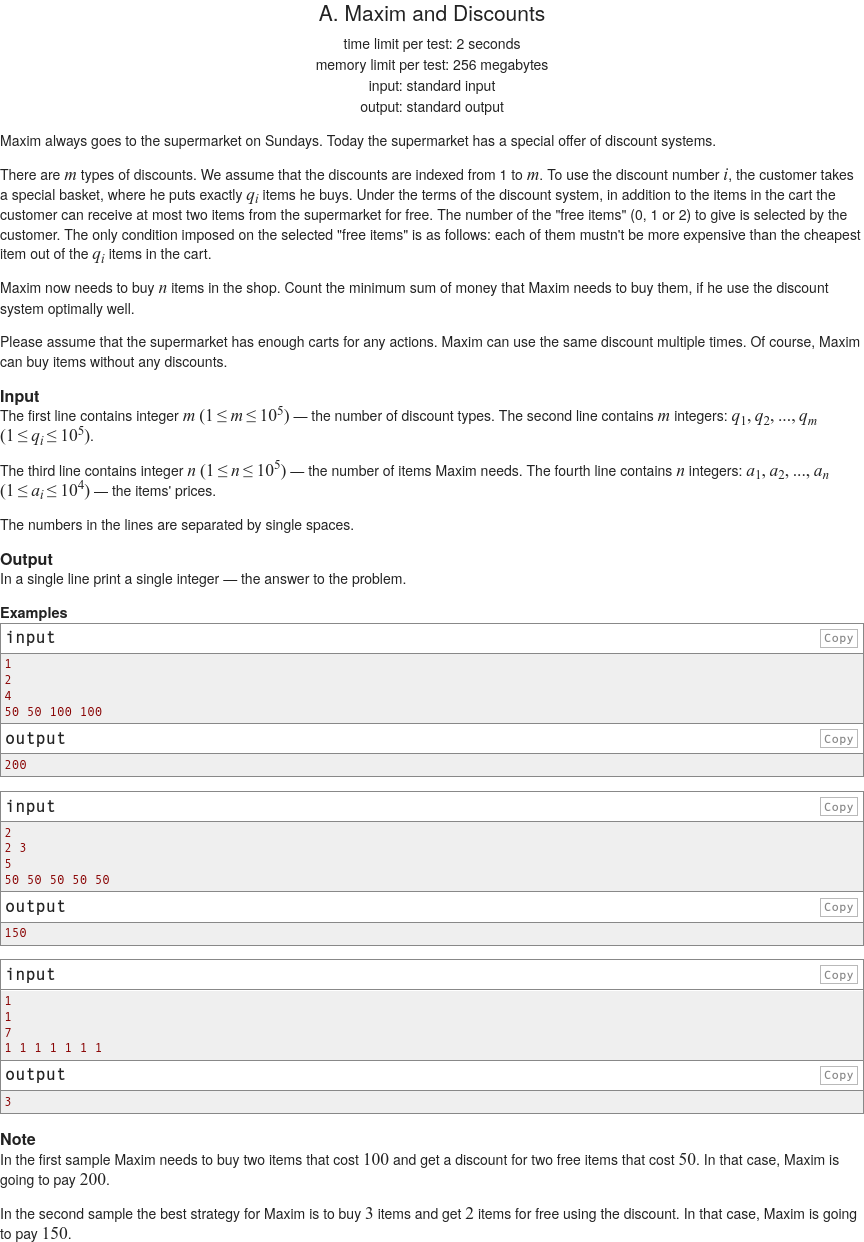 A. Maxim and Discounts
time limit per test: 2 seconds
memory limit per test: 256 megabytes
input: standard input
output: standard output
Maxim always goes to the supermarket on Sundays. Today the supermarket has a special offer of discount systems.
There are m types of discounts. We assume that the discounts are indexed from 1 to m. To use the discount number i, the customer takes
a special basket, where he puts exactly qi items he buys. Under the terms of the discount system, in addition to the items in the cart the
customer can receive at most two items from the supermarket for free. The number of the "free items" (0, 1 or 2) to give is selected by the
customer. The only condition imposed on the selected "free items" is as follows: each of them mustn't be more expensive than the cheapest
item out of the qi items in the cart.
Maxim now needs to buy n items in the shop. Count the minimum sum of money that Maxim needs to buy them, if he use the discount
system optimally well.
Please assume that the supermarket has enough carts for any actions. Maxim can use the same discount multiple times. Of course, Maxim
can buy items without any discounts.
Input
The first line contains integer m (1 ≤ m ≤ 10^5) — the number of discount types. The second line contains m integers: q1, q2, ..., qm
(1 ≤ qi ≤ 10^5).
The third line contains integer n (1 ≤ n ≤ 10^5) — the number of items Maxim needs. The fourth line contains n integers: a1, a2, ..., an
(1 ≤ ai ≤ 10^4) — the items' prices.
The numbers in the lines are separated by single spaces.
Output
In a single line print a single integer — the answer to the problem.
Examples
input Copy
1
2
4
50 50 100 100
output Copy
200
input Copy
2
2 3
5
50 50 50 50 50
output Copy
150
input Copy
1
1
7
1 1 1 1 1 1 1
output Copy
3
Note
In the first sample Maxim needs to buy two items that cost 100 and get a discount for two free items that cost 50. In that case, Maxim is
going to pay 200.
In the second sample the best strategy for Maxim is to buy 3 items and get 2 items for free using the discount. In that case, Maxim is going
to pay 150.